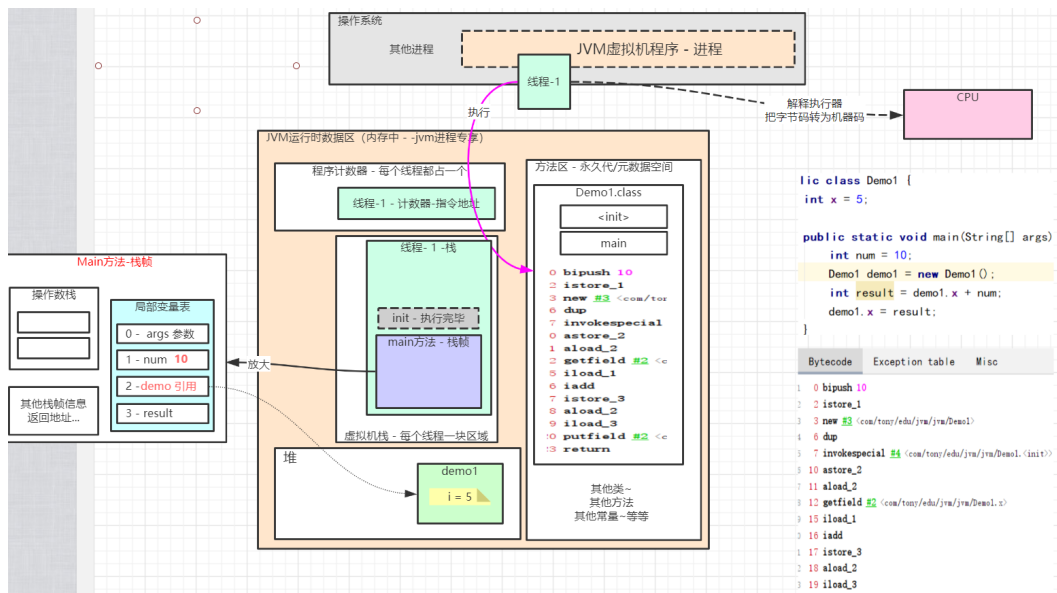 操作系统
其他进程
JVM虚拟机程序 - 进程
线程-1
执行
解释执行器
把字节码转为机器码
CPU
JVM运行时数据区（内存中 - -jvm进程专享）
程序计数器 - 每个线程都占一个
线程-1 - 计数器-指令地址
线程- 1 -栈
init - 执行完毕
main方法 - 栈帧
虚拟机栈 - 每个线程一块区域
堆
demo1
i = 5
方法区 - 永久代/元数据空间
Demo1.class
<init>
main
0 bipush 10
2 istore_1
3 new #3 <com/tor
6 dup
7 invokespecial
0 astore_2
1 aload_2
2 getfield #2 <c
5 iload_1
6 iadd
7 istore_3
8 aload_2
9 iload_3
:0 putfield #2 <c
:3 return
其他类~
其他方法
其他常量~等等
Main方法-栈帧
操作数栈
局部变量表
0 - args 参数
1 - num 10
2 -demo 引用
3 - result
其他栈帧信息
返回地址...
放大
lic class Demo1 {
int x = 5;
public static void main(String[] args)
int num = 10;
Demo1 demo1 = new Demo1();
int result = demo1.x + num;
demo1.x = result;
}
Bytecode Exception table Misc
1 0 bipush 10
2 2 istore_1
3 3 new #3 <com/tony/edu/jvm/jvm/Demo1>
4 6 dup
5 7 invokespecial #4 <com/tony/edu/jvm/jvm/Demo1.<init>>
6 10 astore_2
7 11 aload_2
8 12 getfield #2 <com/tony/edu/jvm/jvm/Demo1.x>
9 15 iload_1
0 16 iadd
1 17 istore_3
2 18 aload_2
3 19 iload_3